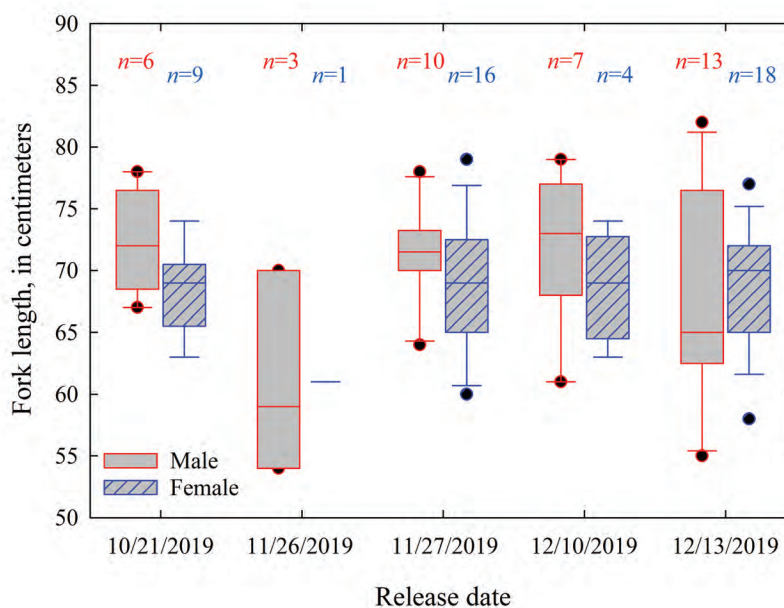 90
85
80
75
70
65
60
55
50
Fork length, in centimeters
n=6
n=9
n=3
n=1
n=10
n=16
n=7
n=4
n=13
n=18
Male
Female
10/21/2019 11/26/2019 11/27/2019 12/10/2019 12/13/2019
Release date